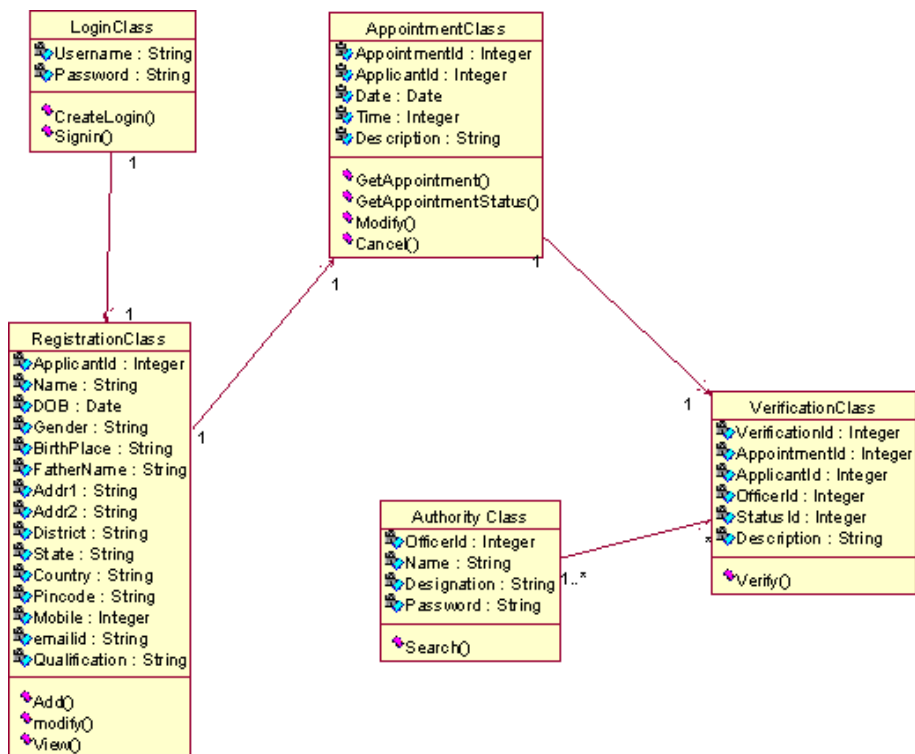 LoginClass
Username : String
Password : String
CreateLogin()
Signin()
1
1
AppointmentClass
AppointmentId : Integer
ApplicantId : Integer
Date : Date
Time : Integer
Description : String
GetAppointment()
GetAppointmentStatus()
Modify()
Cancel()
1
1
RegistrationClass
ApplicantId : Integer
Name : String
DOB : Date
Gender : String
BirthPlace : String
FatherName : String
Addr1 : String
Addr2 : String
District : String
State : String
Country : String
Pincode : String
Mobile : Integer
emailid : String
Qualification : String
Add()
modify()
View()
1
1
VerificationClass
VerificationId : Integer
AppointmentId : Integer
ApplicantId : Integer
OfficerId : Integer
StatusId : Integer
Description : String
Verify()
*
Authority Class
OfficerId : Integer
Name : String
Designation : String
Password : String
Search()
1..*